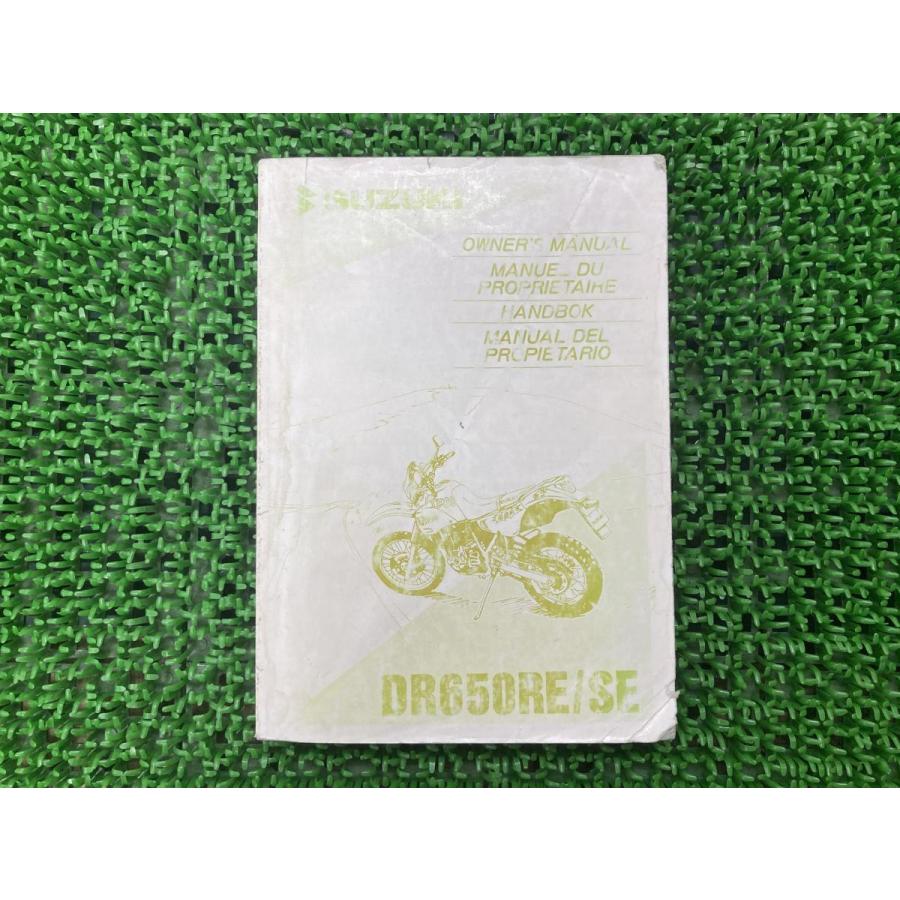 SUZUKI
OWNER'S MANUAL
MANUEL DU
PROPRIETAIRE
HANDBOK
MANUAL DEL
PROPIETARIO
DR650RE/SE